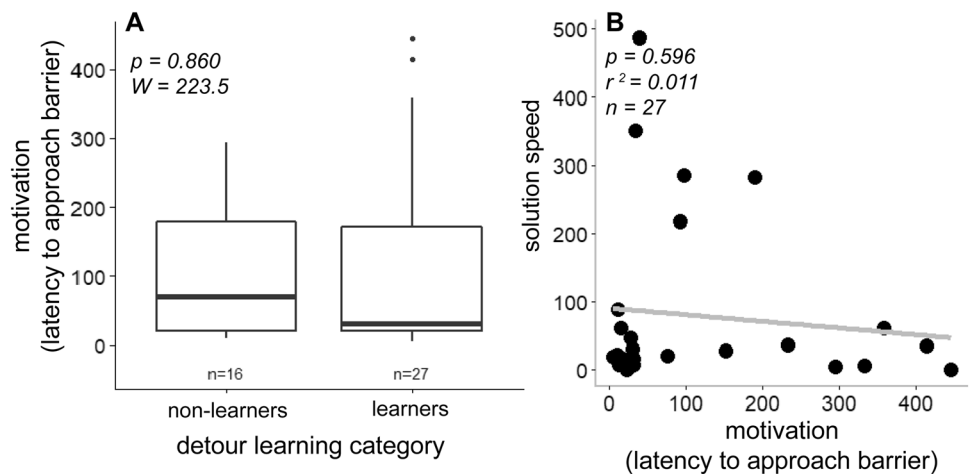 A
p = 0.860
W = 223.5
motivation
(latency to approach barrier)
400
300
200
100
0
n=16
n=27
non-learners
learners
detour learning category
B
p = 0.596
r 2 = 0.011
n = 27
solution speed
500
400
300
200
100
0
0
100
200
300
400
motivation
(latency to approach barrier)